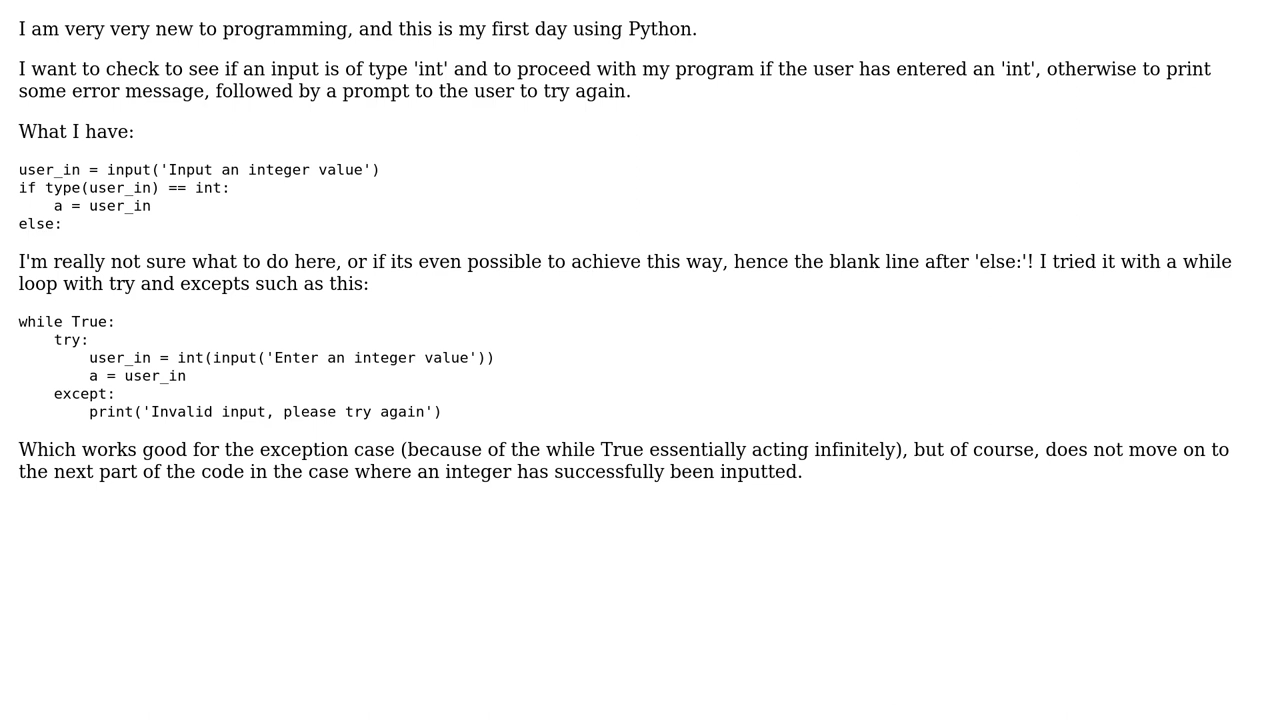 I am very very new to programming, and this is my first day using Python.
I want to check to see if an input is of type 'int' and to proceed with my program if the user has entered an 'int', otherwise to print
some error message, followed by a prompt to the user to try again.
What I have:
user_in = input('Input an integer value')
if type(user_in) == int:
    a = user_in
else:
I'm really not sure what to do here, or if its even possible to achieve this way, hence the blank line after 'else:'! I tried it with a while
loop with try and excepts such as this:
while True:
    try:
        user_in = int(input('Enter an integer value'))
        a = user_in
    except:
        print('Invalid input, please try again')
Which works good for the exception case (because of the while True essentially acting infinitely), but of course, does not move on to
the next part of the code in the case where an integer has successfully been inputted.